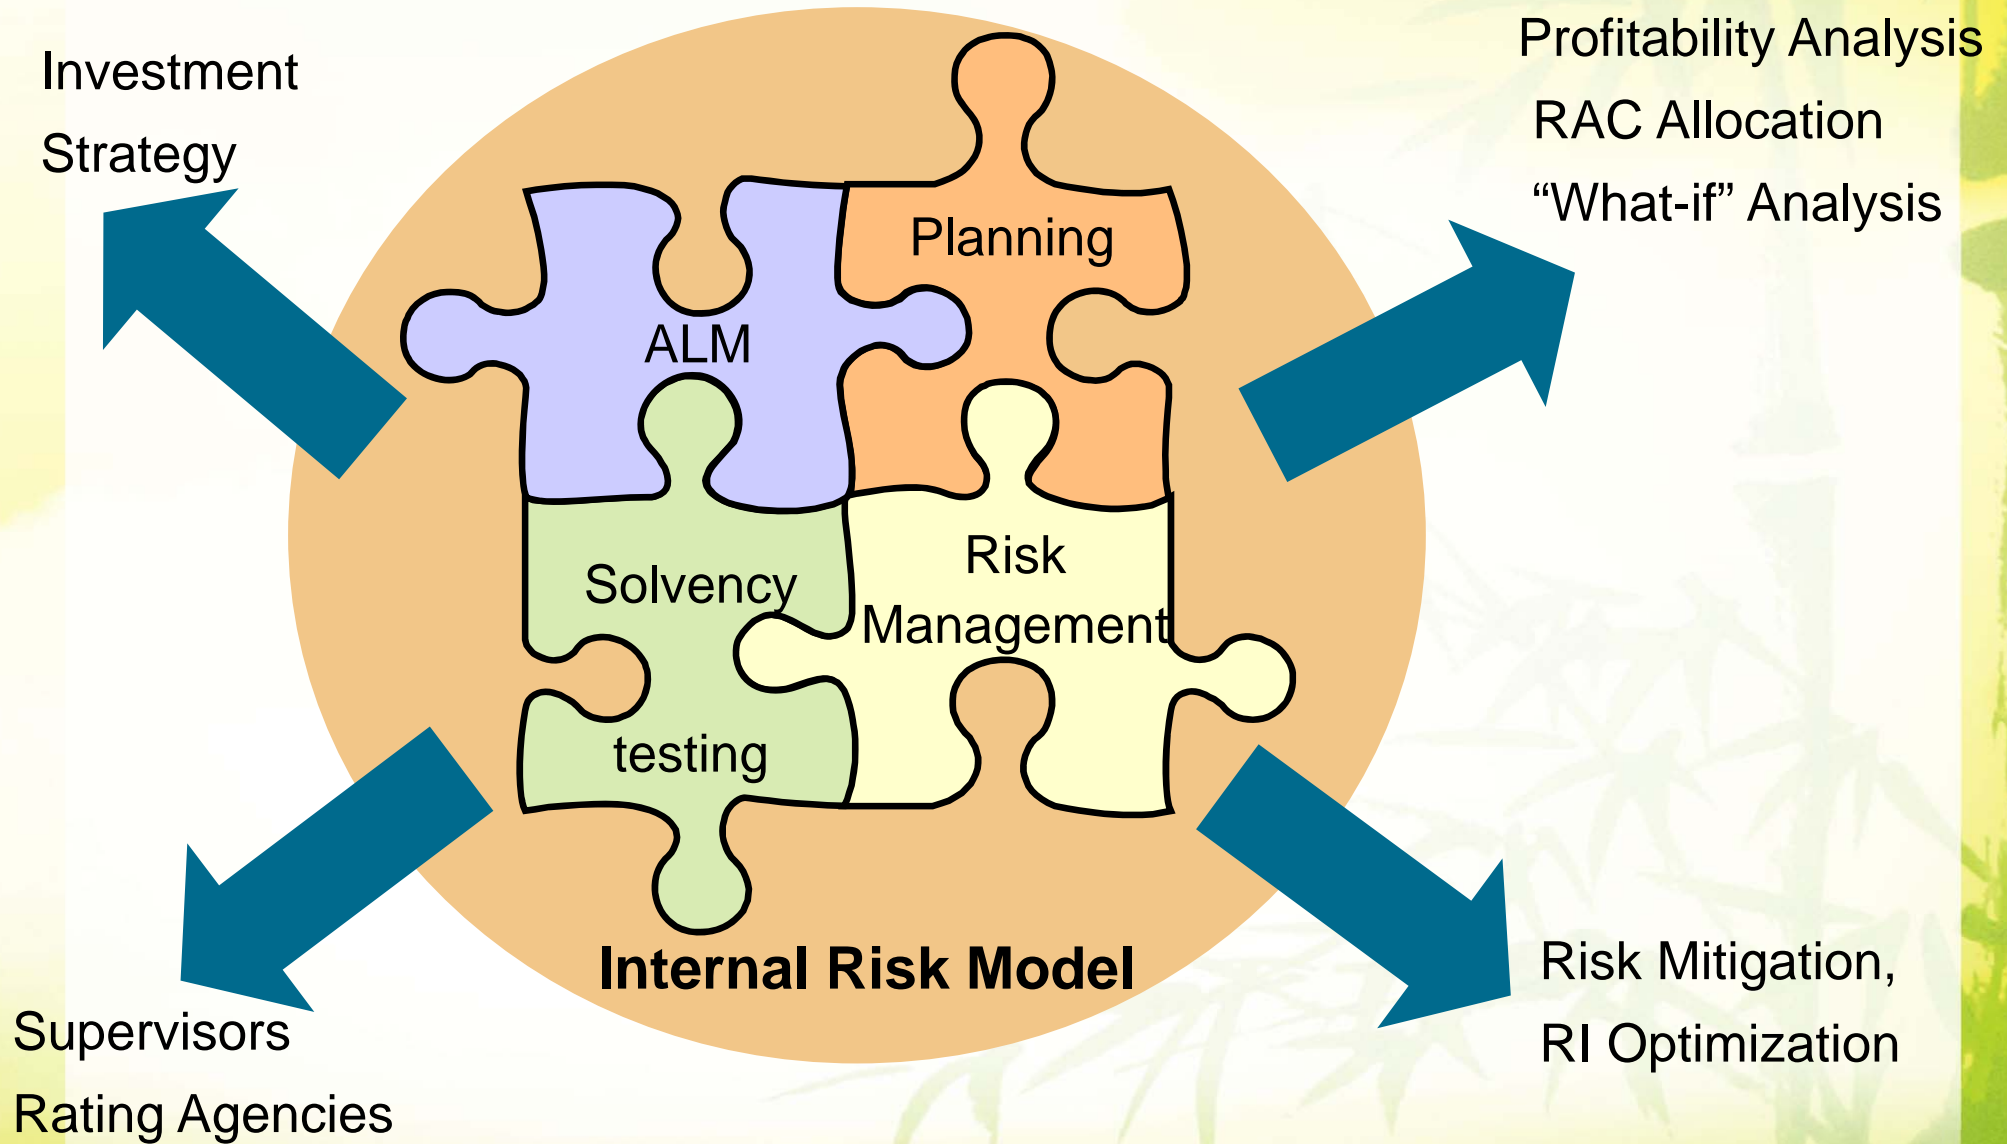 Investment
Strategy
Profitability Analysis
RAC Allocation
“What-if” Analysis
Planning
ALM
Solvency
testing
Risk
Management
Internal Risk Model
Supervisors
Rating Agencies
Risk Mitigation,
RI Optimization